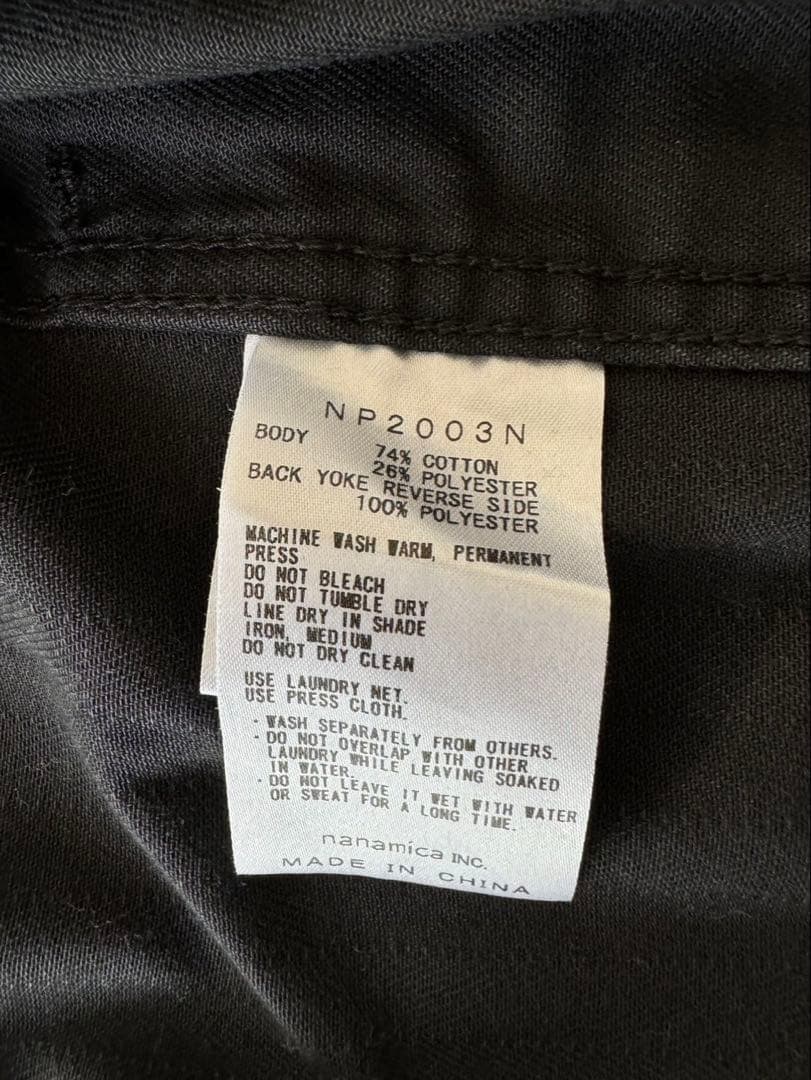 NP2003N
BODY
74% COTTON
26% POLYESTER
BACK YOKE REVERSE SIDE
100% POLYESTER
MACHINE WASH WARM, PERMANENT
PRESS
DO NOT BLEACH
DO NOT TUMBLE DRY
LINE DRY IN SHADE
IRON, MEDIUM
DO NOT DRY CLEAN
USE LAUNDRY NET.
USE PRESS CLOTH.
・WASH SEPARATELY FROM OTHERS.
・DO NOT OVERLAP WITH OTHER
LAUNDRY WHILE LEAVING SOAKED
IN WATER.
・DO NOT LEAVE IT WET WITH WATER
OR SWEAT FOR A LONG TIME.
nanamica INC.
MADE IN CHINA